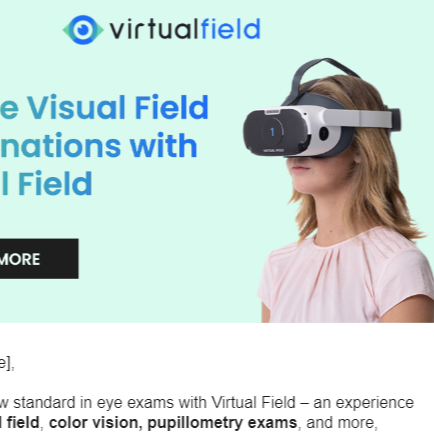 virtualfield
e Visual Field
nations with
l Field
MORE
e],
w standard in eye exams with Virtual Field – an experience
l field, color vision, pupillometry exams, and more,